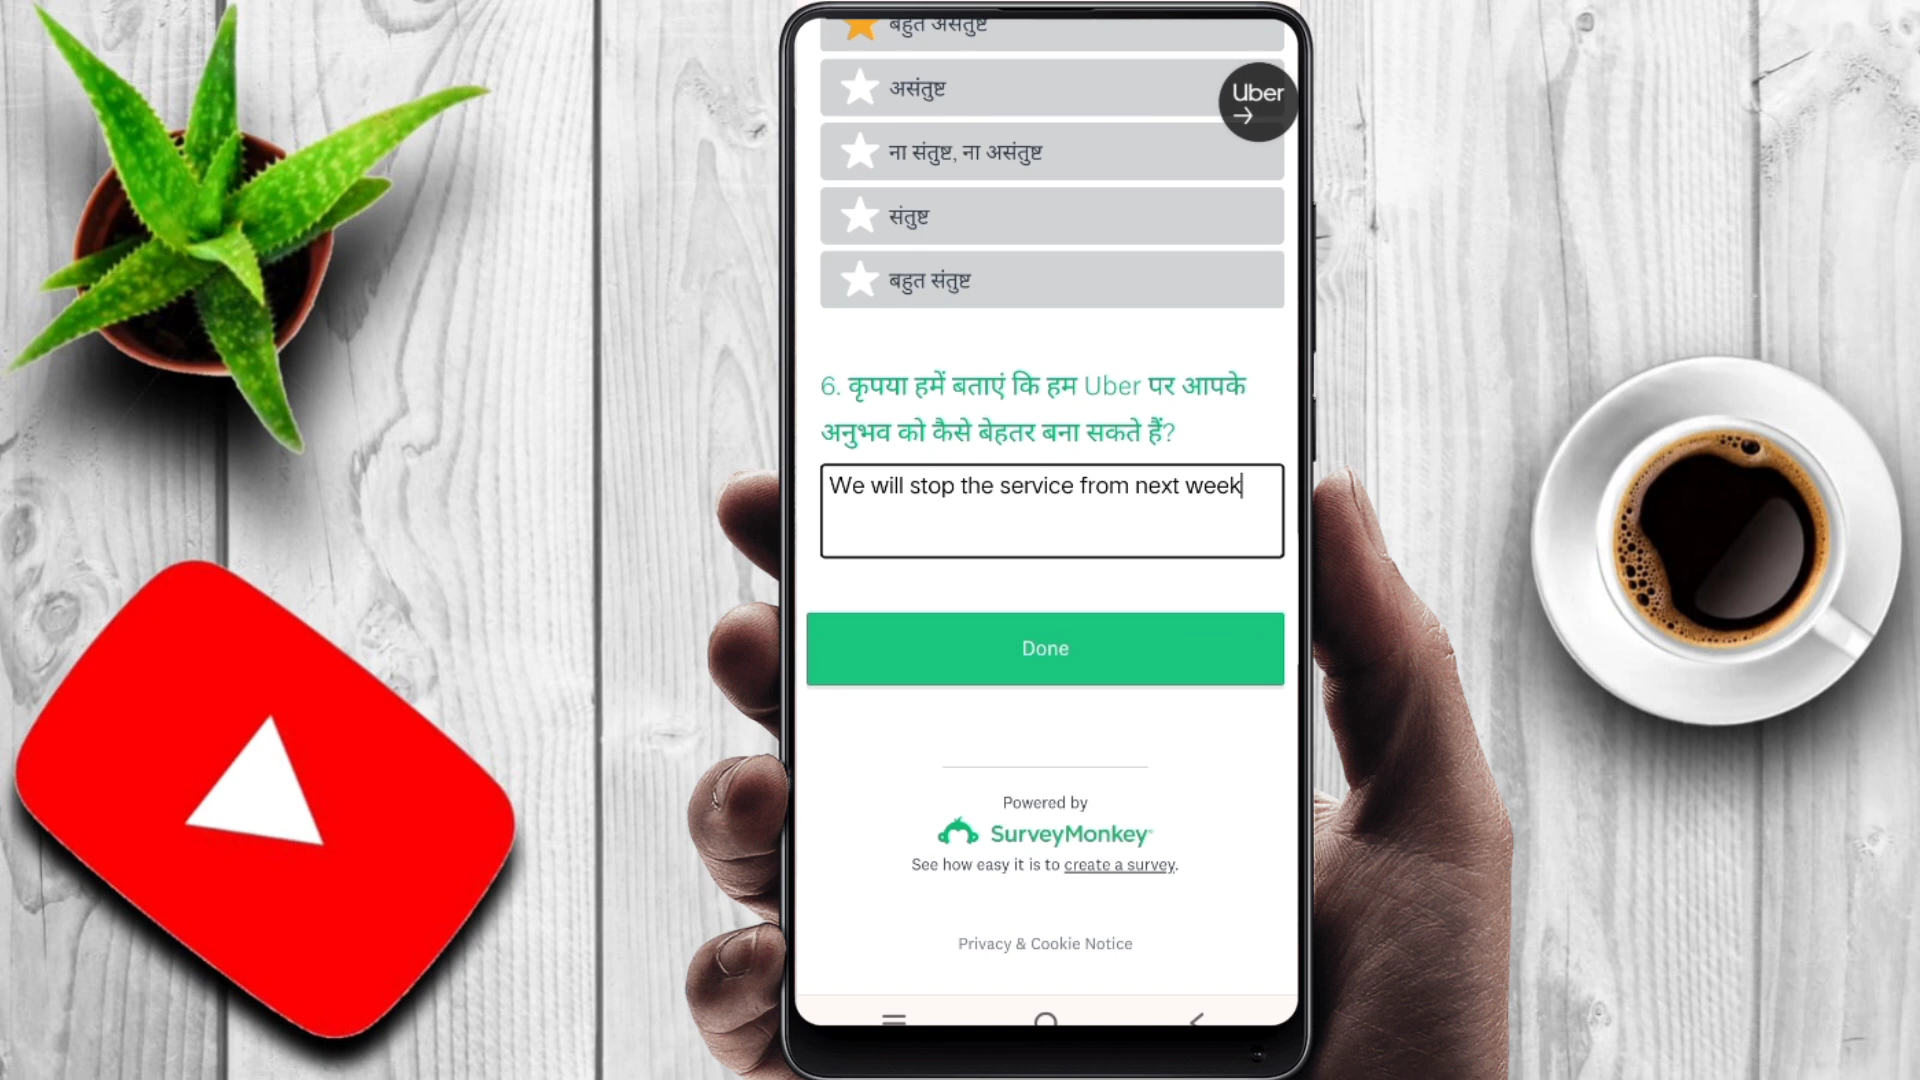 बहुत असंतुष्ट
असंतुष्ट
Uber
ना संतुष्ट, ना असंतुष्ट
संतुष्ट
बहुत संतुष्ट
6. कृपया हमें बताएं कि हम Uber पर आपके
अनुभव को कैसे बेहतर बना सकते हैं?
We will stop the service from next week
Done
Powered by
SurveyMonkey
See how easy it is to create a survey.
Privacy & Cookie Notice